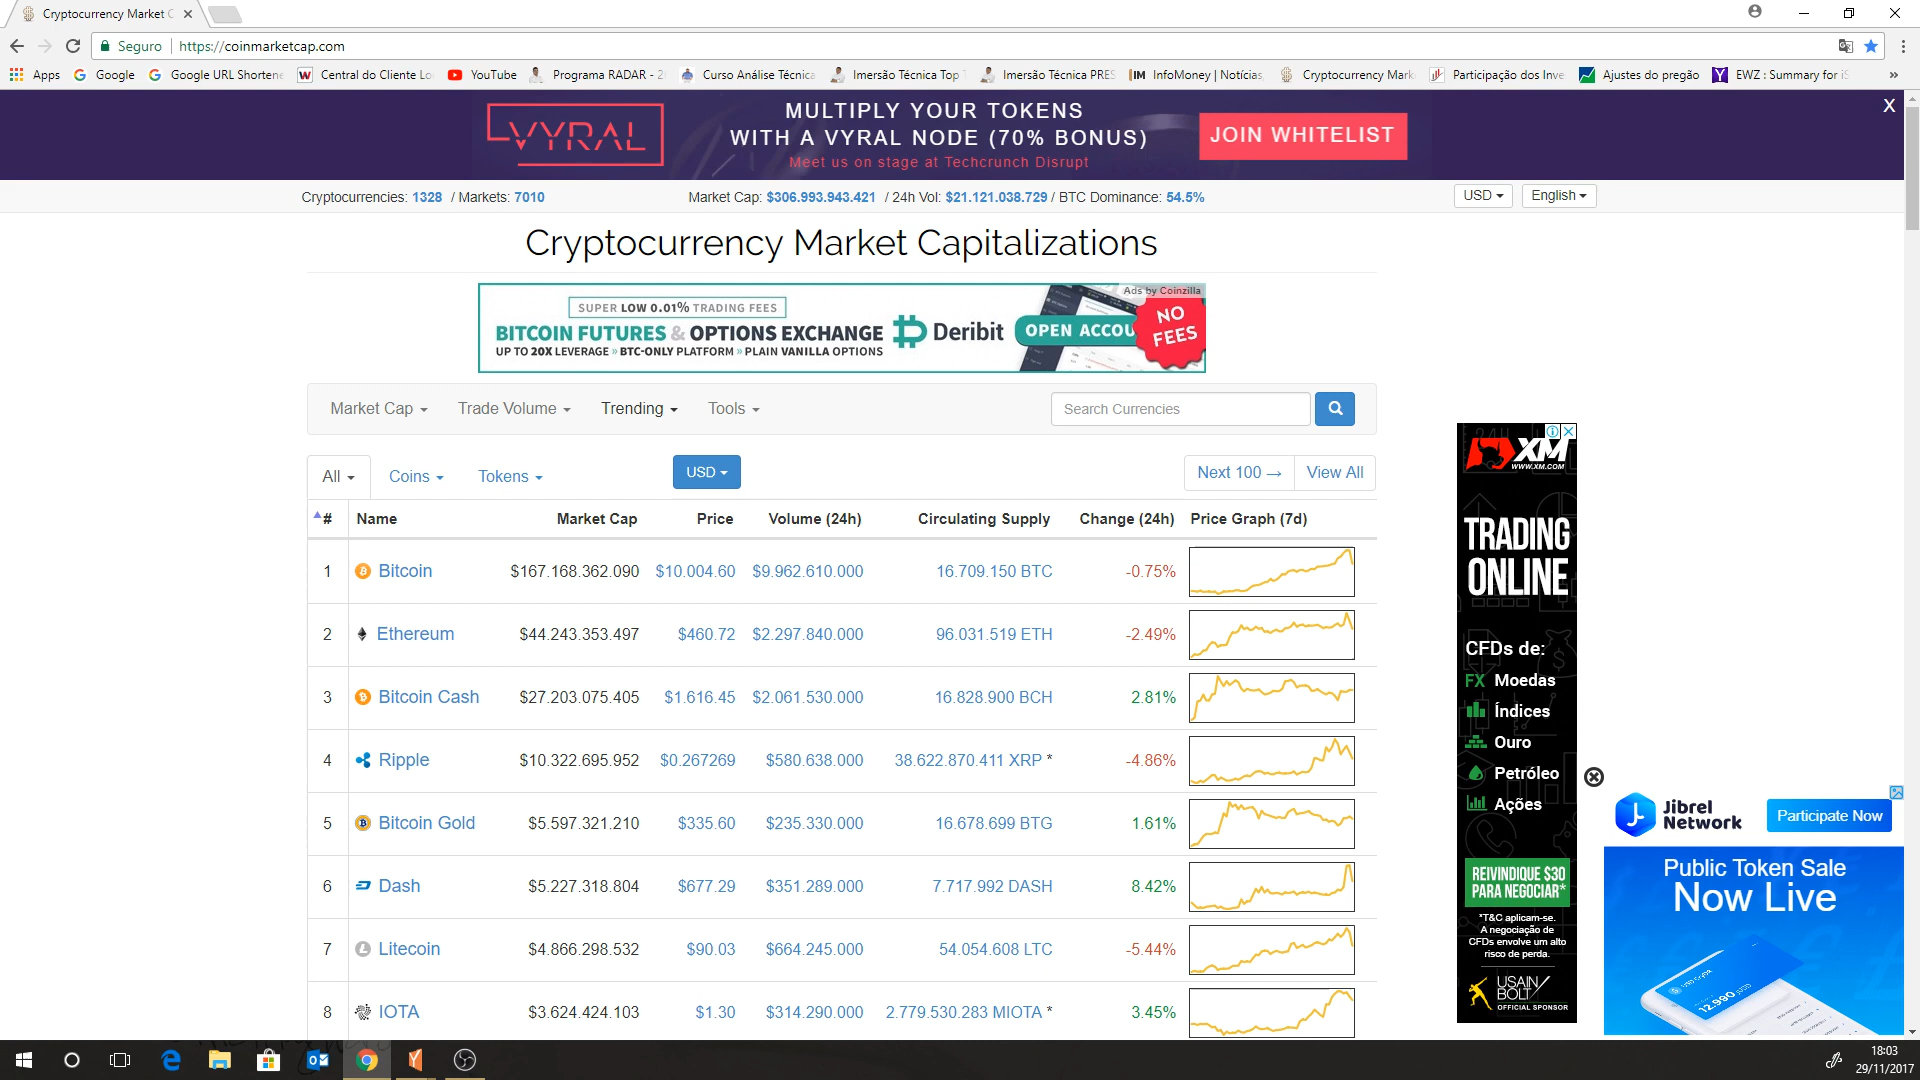 Cryptocurrency Market C
Seguro https://coinmarketcap.com
Apps Google Google URL Shortene Central do Cliente Lo YouTube Programa RADAR - 2 Curso Análise Técnica Imersão Técnica Top Imersão Técnica PRES InfoMoney | Notícias, Cryptocurrency Mark Participação dos Inve Ajustes do pregão EWZ : Summary for iS »
VYRAL
MULTIPLY YOUR TOKENS
WITH A VYRAL NODE (70% BONUS)
Meet us on stage at Techcrunch Disrupt
JOIN WHITELIST
X
Cryptocurrencies: 1328 / Markets: 7010 Market Cap: $306.993.943.421 / 24h Vol: $21.121.038.729 / BTC Dominance: 54.5% USD English
Cryptocurrency Market Capitalizations
Ads by Coinzilla
SUPER LOW 0.01% TRADING FEES
BITCOIN FUTURES & OPTIONS EXCHANGE
UP TO 20X LEVERAGE » BTC-ONLY PLATFORM » PLAIN VANILLA OPTIONS
Deribit
OPEN ACCOU
NO
FEES
Market Cap Trade Volume Trending Tools Search Currencies
All Coins Tokens USD Next 100 → View All
# Name Market Cap Price Volume (24h) Circulating Supply Change (24h) Price Graph (7d)
1 Bitcoin $167.168.362.090 $10.004.60 $9.962.610.000 16.709.150 BTC -0.75%
2 Ethereum $44.243.353.497 $460.72 $2.297.840.000 96.031.519 ETH -2.49%
3 Bitcoin Cash $27.203.075.405 $1.616.45 $2.061.530.000 16.828.900 BCH 2.81%
4 Ripple $10.322.695.952 $0.267269 $580.638.000 38.622.870.411 XRP * -4.86%
5 Bitcoin Gold $5.597.321.210 $335.60 $235.330.000 16.678.699 BTG 1.61%
6 Dash $5.227.318.804 $677.29 $351.289.000 7.717.992 DASH 8.42%
7 Litecoin $4.866.298.532 $90.03 $664.245.000 54.054.608 LTC -5.44%
8 IOTA $3.624.424.103 $1.30 $314.290.000 2.779.530.283 MIOTA * 3.45%
XM
WWW.XM.COM
TRADING
ONLINE
CFDs de:
FX Moedas
Índices
Ouro
Petróleo
Ações
REIVINDIQUE $30
PARA NEGOCIAR*
*T&C aplicam-se.
A negociação de
CFDs envolve um alto
risco de perda.
USAIN
BOLT
OFFICIAL SPONSOR
Jibrel
Network
Participate Now
Public Token Sale
Now Live
12.990
18:03
29/11/2017